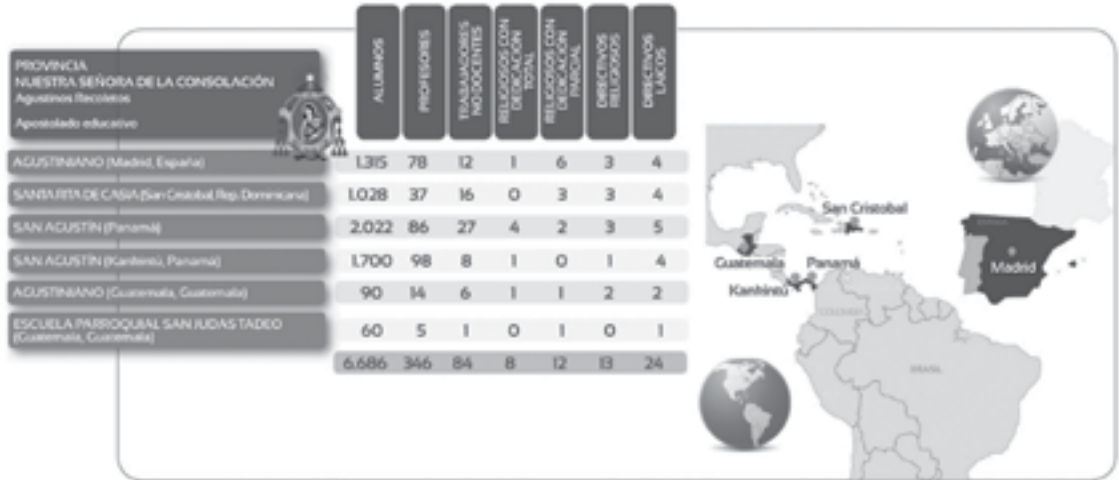 PROVINCIA
NUESTRA SEÑORA DE LA CONSOLACIÓN
Agustinos Recoletos
Apostolado educativo
ALUMNOS
PROFESORES
TRABAJADORES
NO DOCENTES
RELIGIOSOS CON
DEDICACIÓN
TOTAL
RELIGIOSOS CON
DEDICACIÓN
PARCIAL
DIRECTIVOS
RELIGIOSOS
DIRECTIVOS
LAICOS
AGUSTINIANO (Madrid, España) 1.315 78 12 1 6 3 4
SANTA RITA DE CASIA (San Cristobal, Rep. Dominicana) 1.028 37 16 0 3 3 4
SAN AGUSTÍN (Panamá) 2.022 86 27 4 2 3 5
SAN AGUSTÍN (Kankintú, Panamá) 1.700 98 8 1 0 1 4
AGUSTINIANO (Guatemala, Guatemala) 90 14 6 1 1 2 2
ESCUELA PARROQUIAL SAN JUDAS TADEO
(Guatemala, Guatemala) 60 5 1 0 1 0 1
6.686 346 84 8 12 13 24
San Cristobal
Guatemala
Panamá
Kankintú
Madrid
COLOMBIA
BRASIL